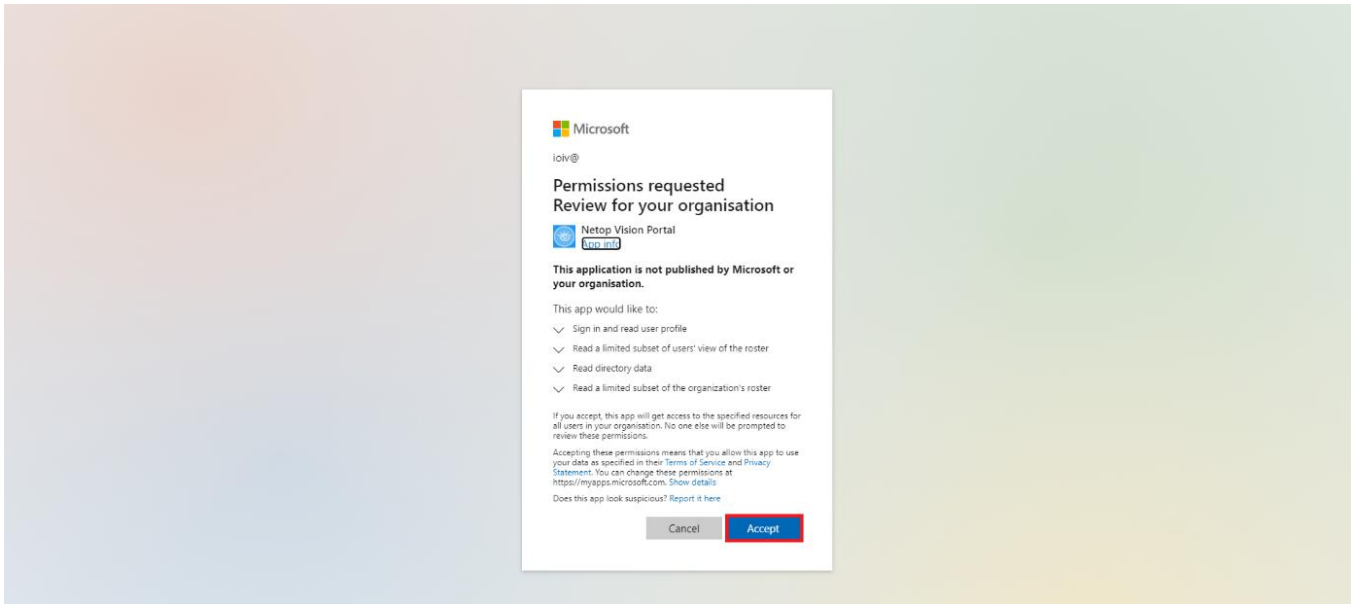 Microsoft
ioiv@
Permissions requested
Review for your organisation
Netop Vision Portal
App info
This application is not published by Microsoft or
your organisation.
This app would like to:
Sign in and read user profile
Read a limited subset of users' view of the roster
Read directory data
Read a limited subset of the organization's roster
If you accept, this app will get access to the specified resources for
all users in your organisation. No one else will be prompted to
review these permissions.
Accepting these permissions means that you allow this app to use
your data as specified in their Terms of Service and Privacy
Statement. You can change these permissions at
https://myapps.microsoft.com. Show details
Does this app look suspicious? Report it here
Cancel Accept